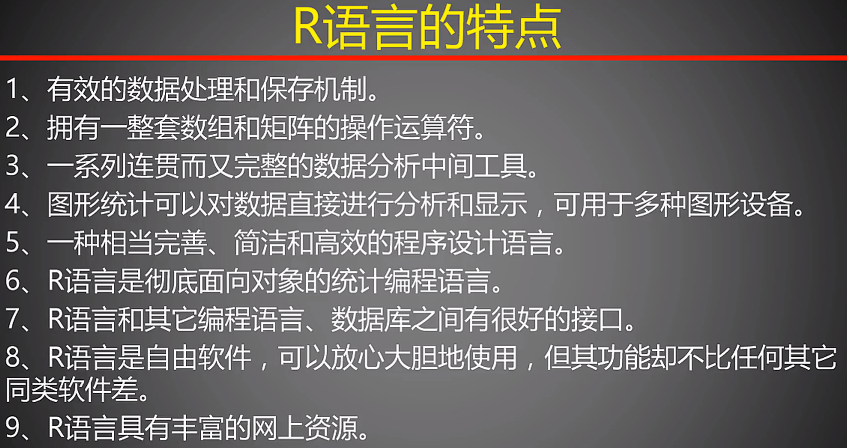 R语言的特点
1、有效的数据处理和保存机制。
2、拥有一整套数组和矩阵的操作运算符。
3、一系列连贯而又完整的数据分析中间工具。
4、图形统计可以对数据直接进行分析和显示，可用于多种图形设备。
5、一种相当完善、简洁和高效的程序设计语言。
6、R语言是彻底面向对象的统计编程语言。
7、R语言和其它编程语言、数据库之间有很好的接口。
8、R语言是自由软件，可以放心大胆地使用，但其功能却不比任何其它
同类软件差。
9、R语言具有丰富的网上资源。